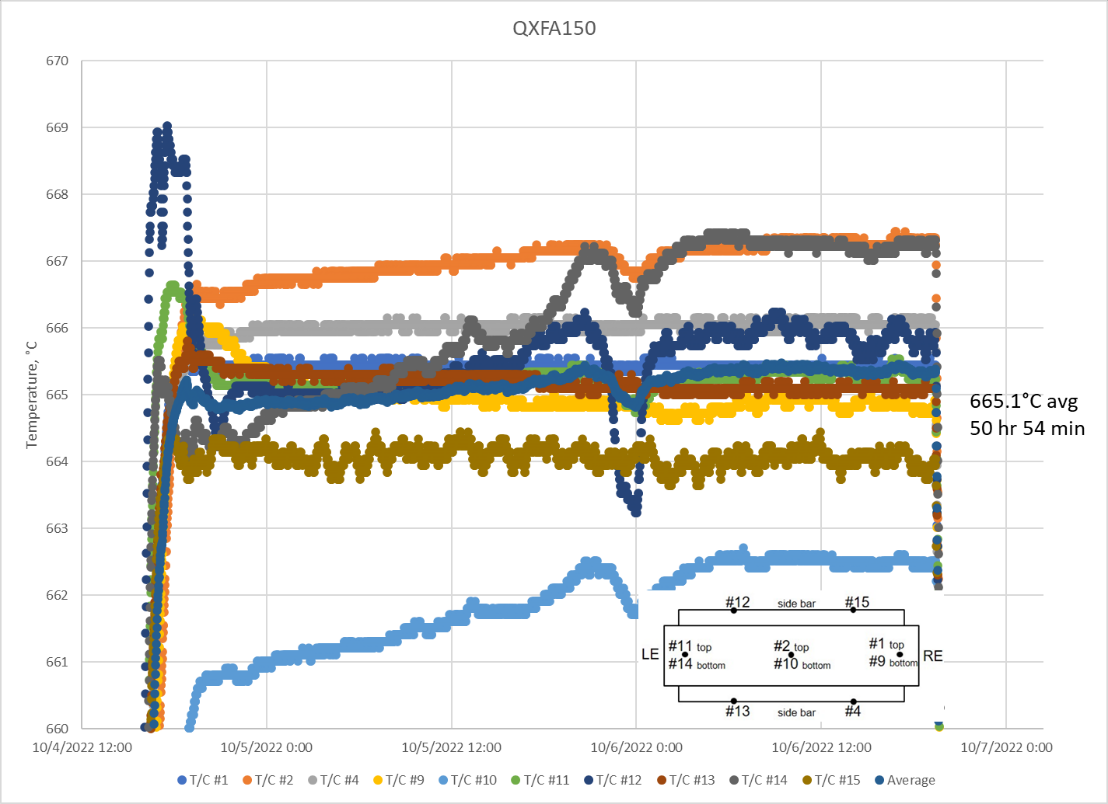 QXFA150
670
669
668
667
666
665
664
663
662
661
660
Temperature, °C
665.1°C avg
50 hr 54 min
#12 side bar #15
#11 top #2 top #1 top
LE RE
#14 bottom #10 bottom #9 bottom
#13 side bar #4
10/4/2022 12:00 10/5/2022 0:00 10/5/2022 12:00 10/6/2022 0:00 10/6/2022 12:00 10/7/2022 0:00
T/C #1 T/C #2 T/C #4 T/C #9 T/C #10 T/C #11 T/C #12 T/C #13 T/C #14 T/C #15 Average